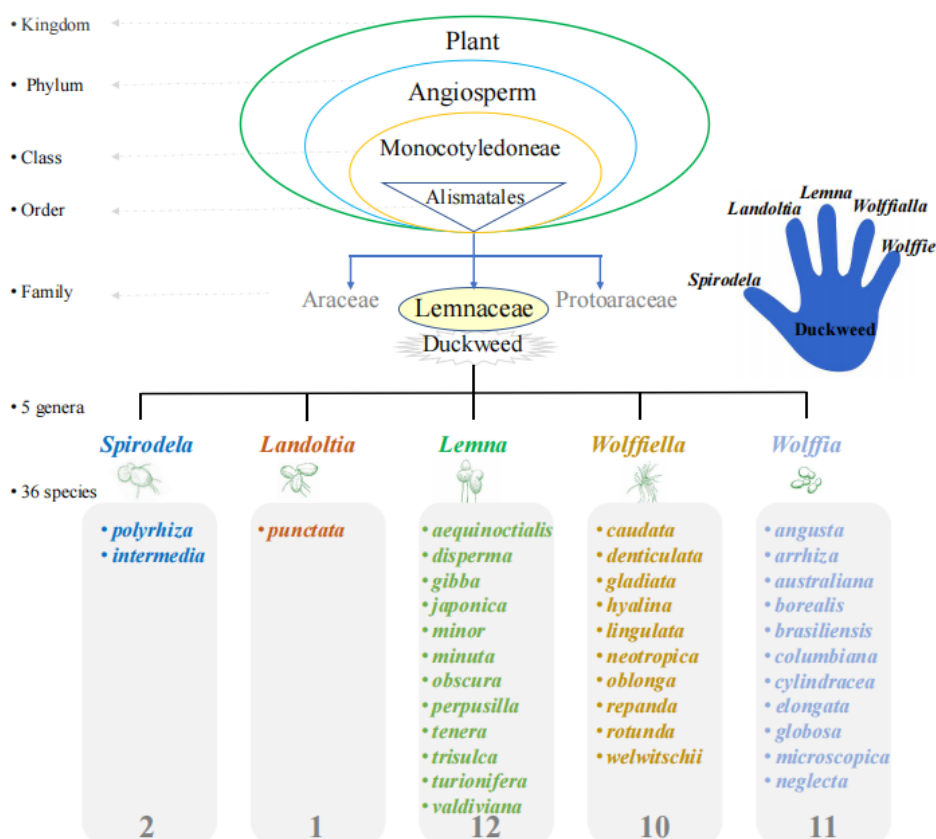 • Kingdom
Plant
• Phylum
Angiosperm
• Class
Monocotyledoneae
• Order
Alismatales
• Family
Araceae
Lemnaceae
Protoaraceae
Duckweed
Spirodela
Landoltia
Lemna
Wolffialla
Wolffie
Duckweed
• 5 genera
Spirodela
Landoltia
Lemna
Wolffiella
Wolffia
• 36 species
• polyrhiza
• intermedia
2
• punctata
1
• aequinoctialis
• disperma
• gibba
• japonica
• minor
• minuta
• obscura
• perpusilla
• tenera
• trisulca
• turionifera
• valdiviana
12
• caudata
• denticulata
• gladiata
• hyalina
• lingulata
• neotropica
• oblonga
• repanda
• rotunda
• welwitschii
10
• angusta
• arrhiza
• australiana
• borealis
• brasiliensis
• columbiana
• cylindracea
• elongata
• globosa
• microscopica
• neglecta
11